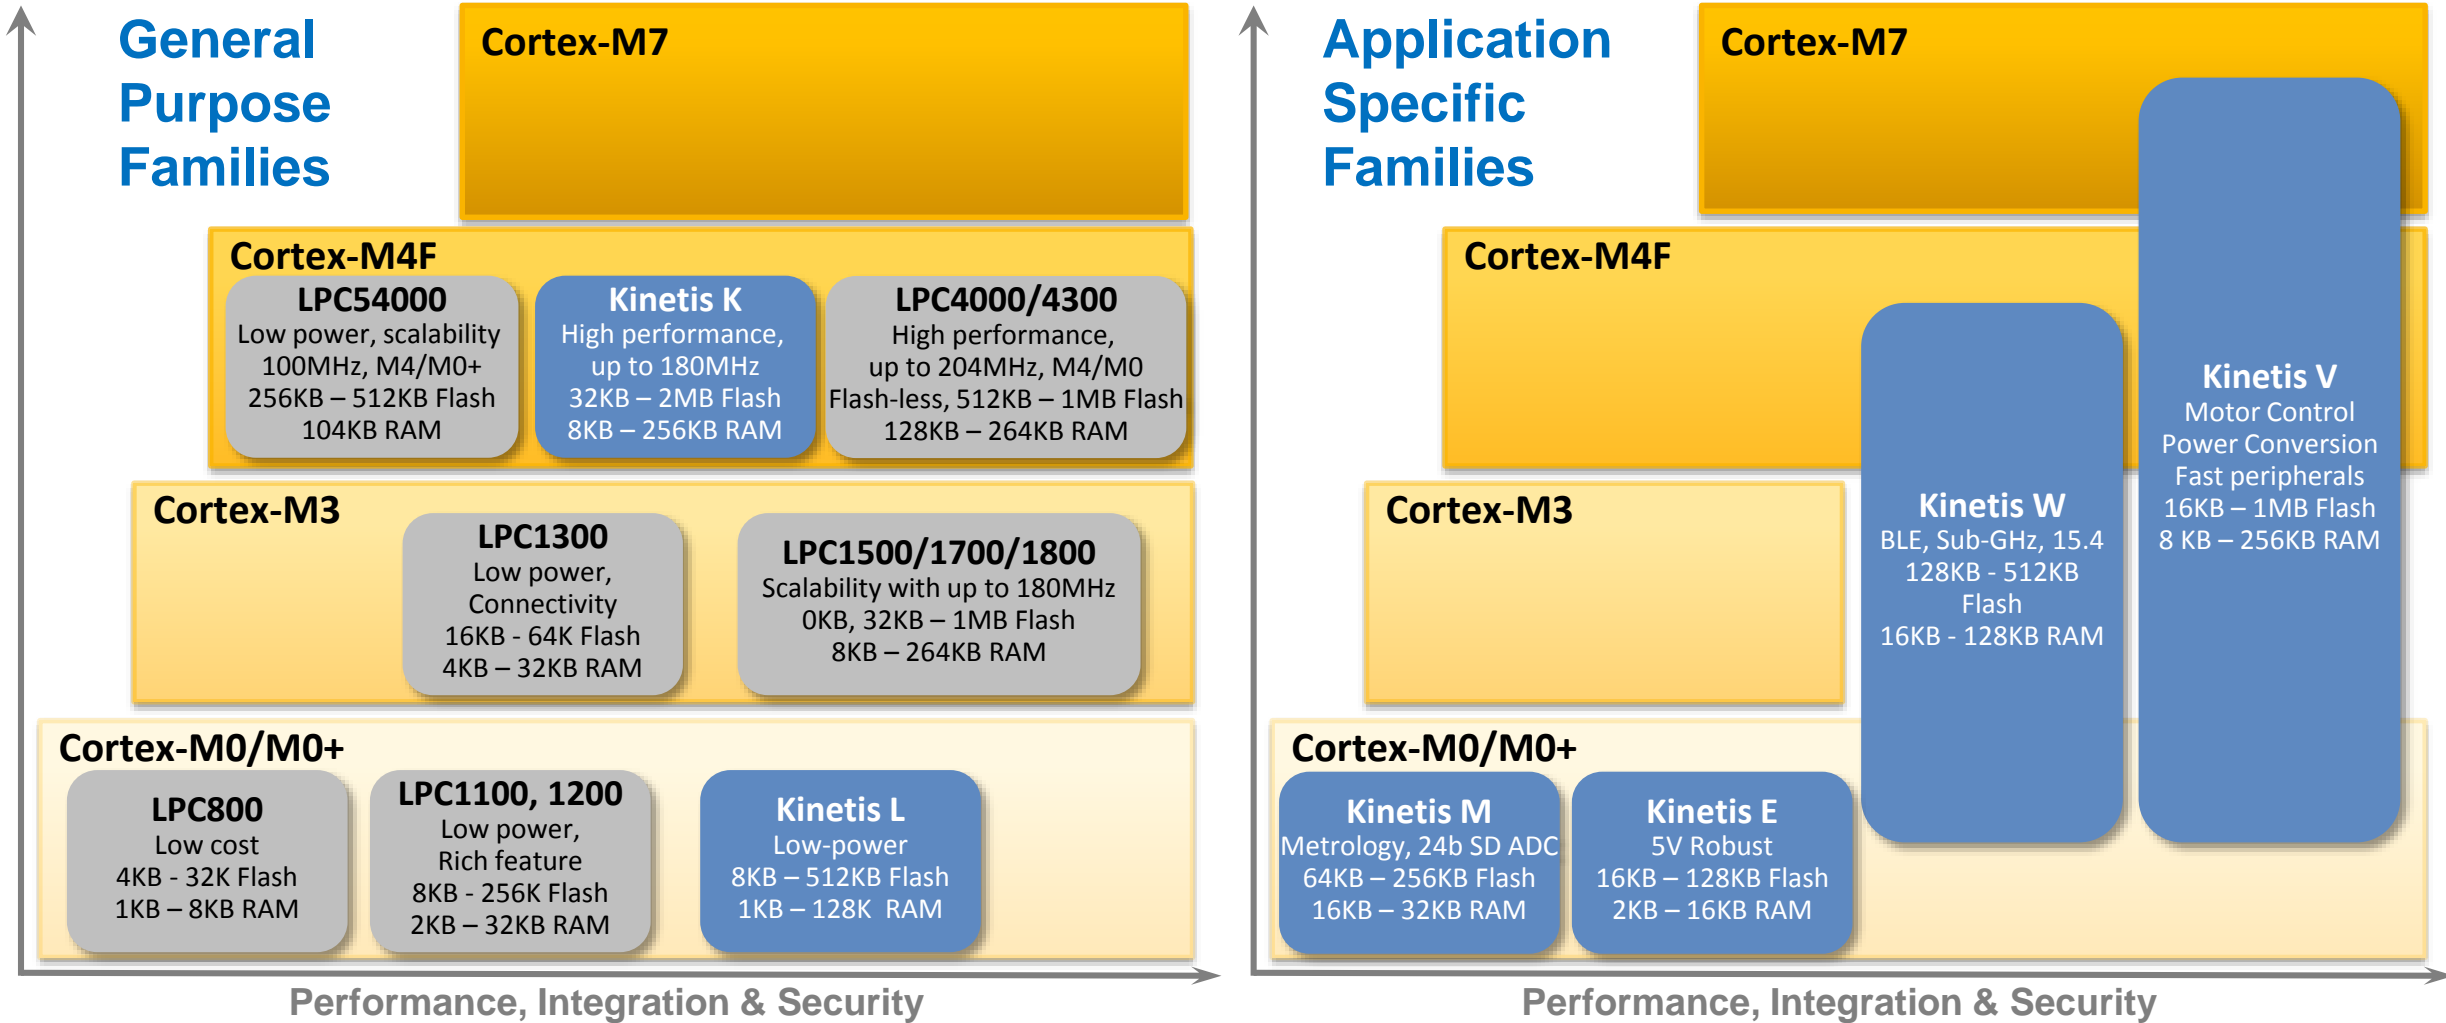 General
Purpose
Families
Cortex-M7
Cortex-M4F
LPC54000
Low power, scalability
100MHz, M4/M0+
256KB – 512KB Flash
104KB RAM
Kinetis K
High performance,
up to 180MHz
32KB – 2MB Flash
8KB – 256KB RAM
LPC4000/4300
High performance,
up to 204MHz, M4/M0
Flash-less, 512KB – 1MB Flash
128KB – 264KB RAM
Cortex-M3
LPC1300
Low power,
Connectivity
16KB - 64K Flash
4KB – 32KB RAM
LPC1500/1700/1800
Scalability with up to 180MHz
0KB, 32KB – 1MB Flash
8KB – 264KB RAM
Cortex-M0/M0+
LPC800
Low cost
4KB - 32K Flash
1KB – 8KB RAM
LPC1100, 1200
Low power,
Rich feature
8KB - 256K Flash
2KB – 32KB RAM
Kinetis L
Low-power
8KB – 512KB Flash
1KB – 128K RAM
Performance, Integration & Security
Application
Specific
Families
Cortex-M7
Cortex-M4F
Cortex-M3
Kinetis W
BLE, Sub-GHz, 15.4
128KB - 512KB
Flash
16KB - 128KB RAM
Kinetis V
Motor Control
Power Conversion
Fast peripherals
16KB – 1MB Flash
8 KB – 256KB RAM
Cortex-M0/M0+
Kinetis M
Metrology, 24b SD ADC
64KB – 256KB Flash
16KB – 32KB RAM
Kinetis E
5V Robust
16KB – 128KB Flash
2KB – 16KB RAM
Performance, Integration & Security